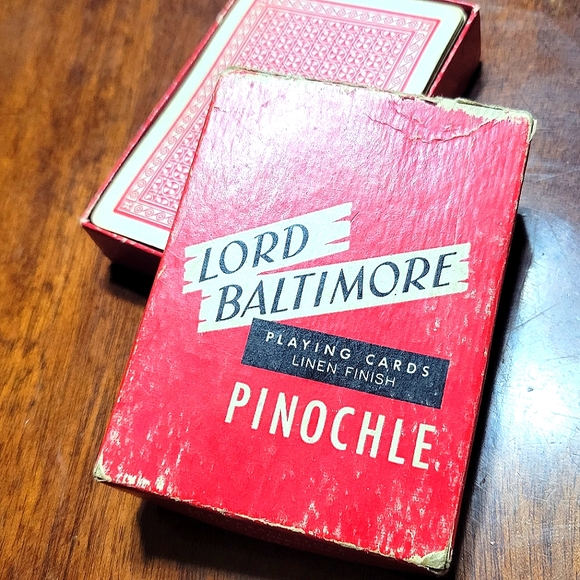 LORD
BALTIMORE
PLAYING CARDS
LINEN FINISH
PINOCHLE